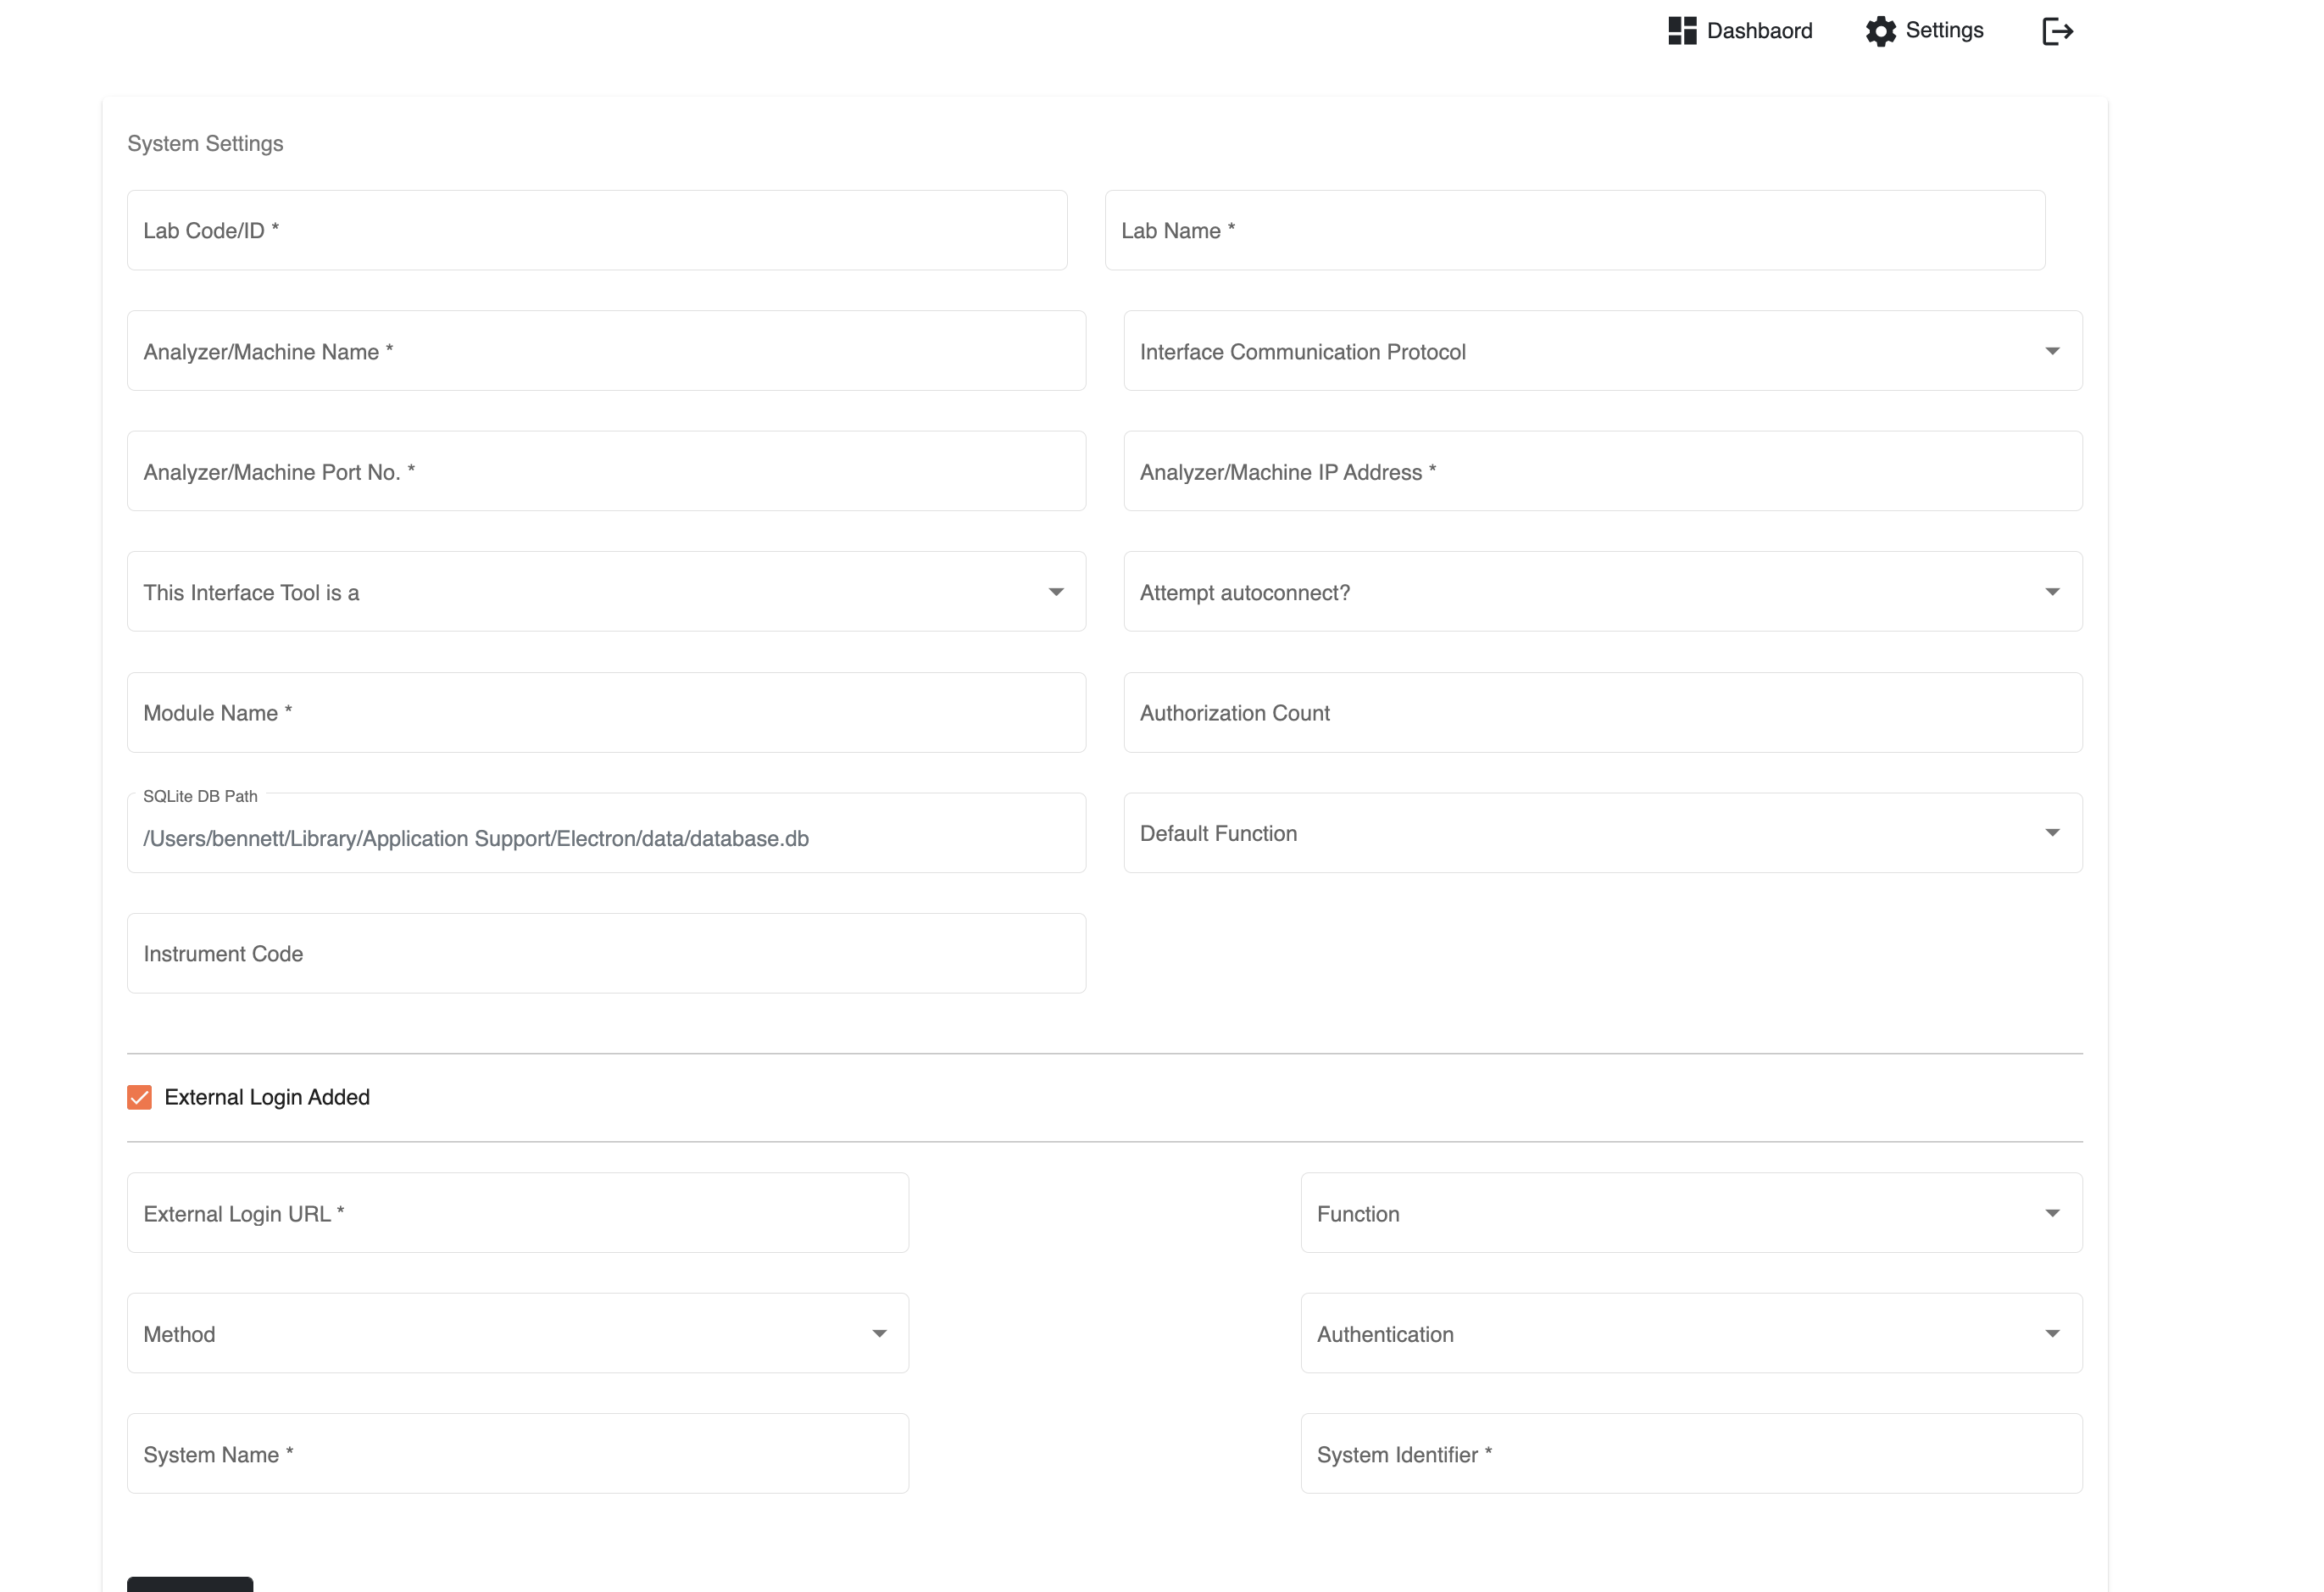 Dashbaord Settings
System Settings
Lab Code/ID * Lab Name *
Analyzer/Machine Name * Interface Communication Protocol
Analyzer/Machine Port No. * Analyzer/Machine IP Address *
This Interface Tool is a Attempt autoconnect?
Module Name * Authorization Count
SQLite DB Path
/Users/bennett/Library/Application Support/Electron/data/database.db Default Function
Instrument Code
External Login Added
External Login URL * Function
Method Authentication
System Name * System Identifier *